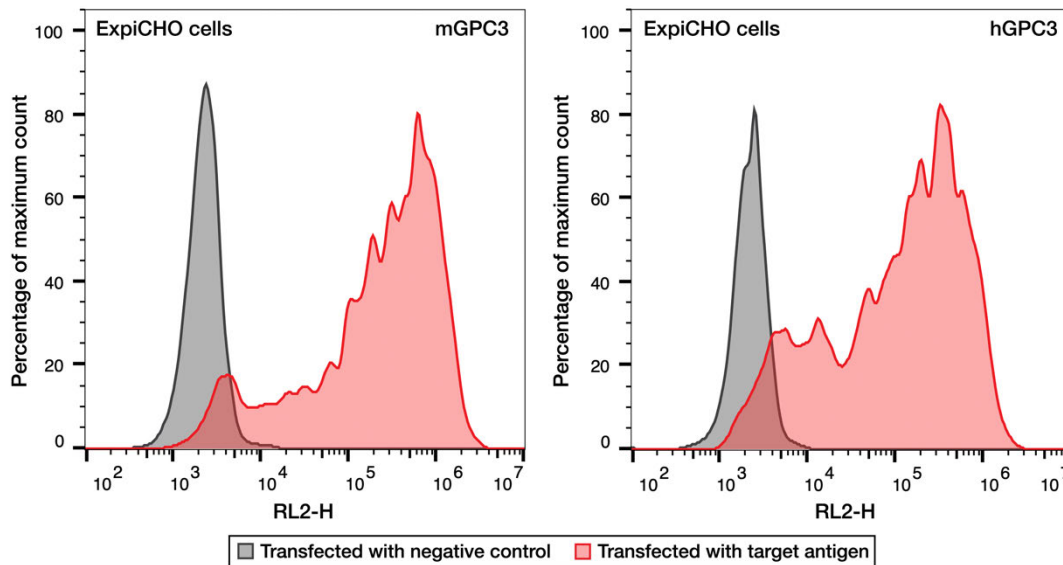 ExpiCHO cells mGPC3
Percentage of maximum count
100
80
60
40
20
0
10^2 10^3 10^4 10^5 10^6 10^7
RL2-H
ExpiCHO cells hGPC3
Percentage of maximum count
100
80
60
40
20
0
10^2 10^3 10^4 10^5 10^6 10^7
RL2-H
Transfected with negative control Transfected with target antigen